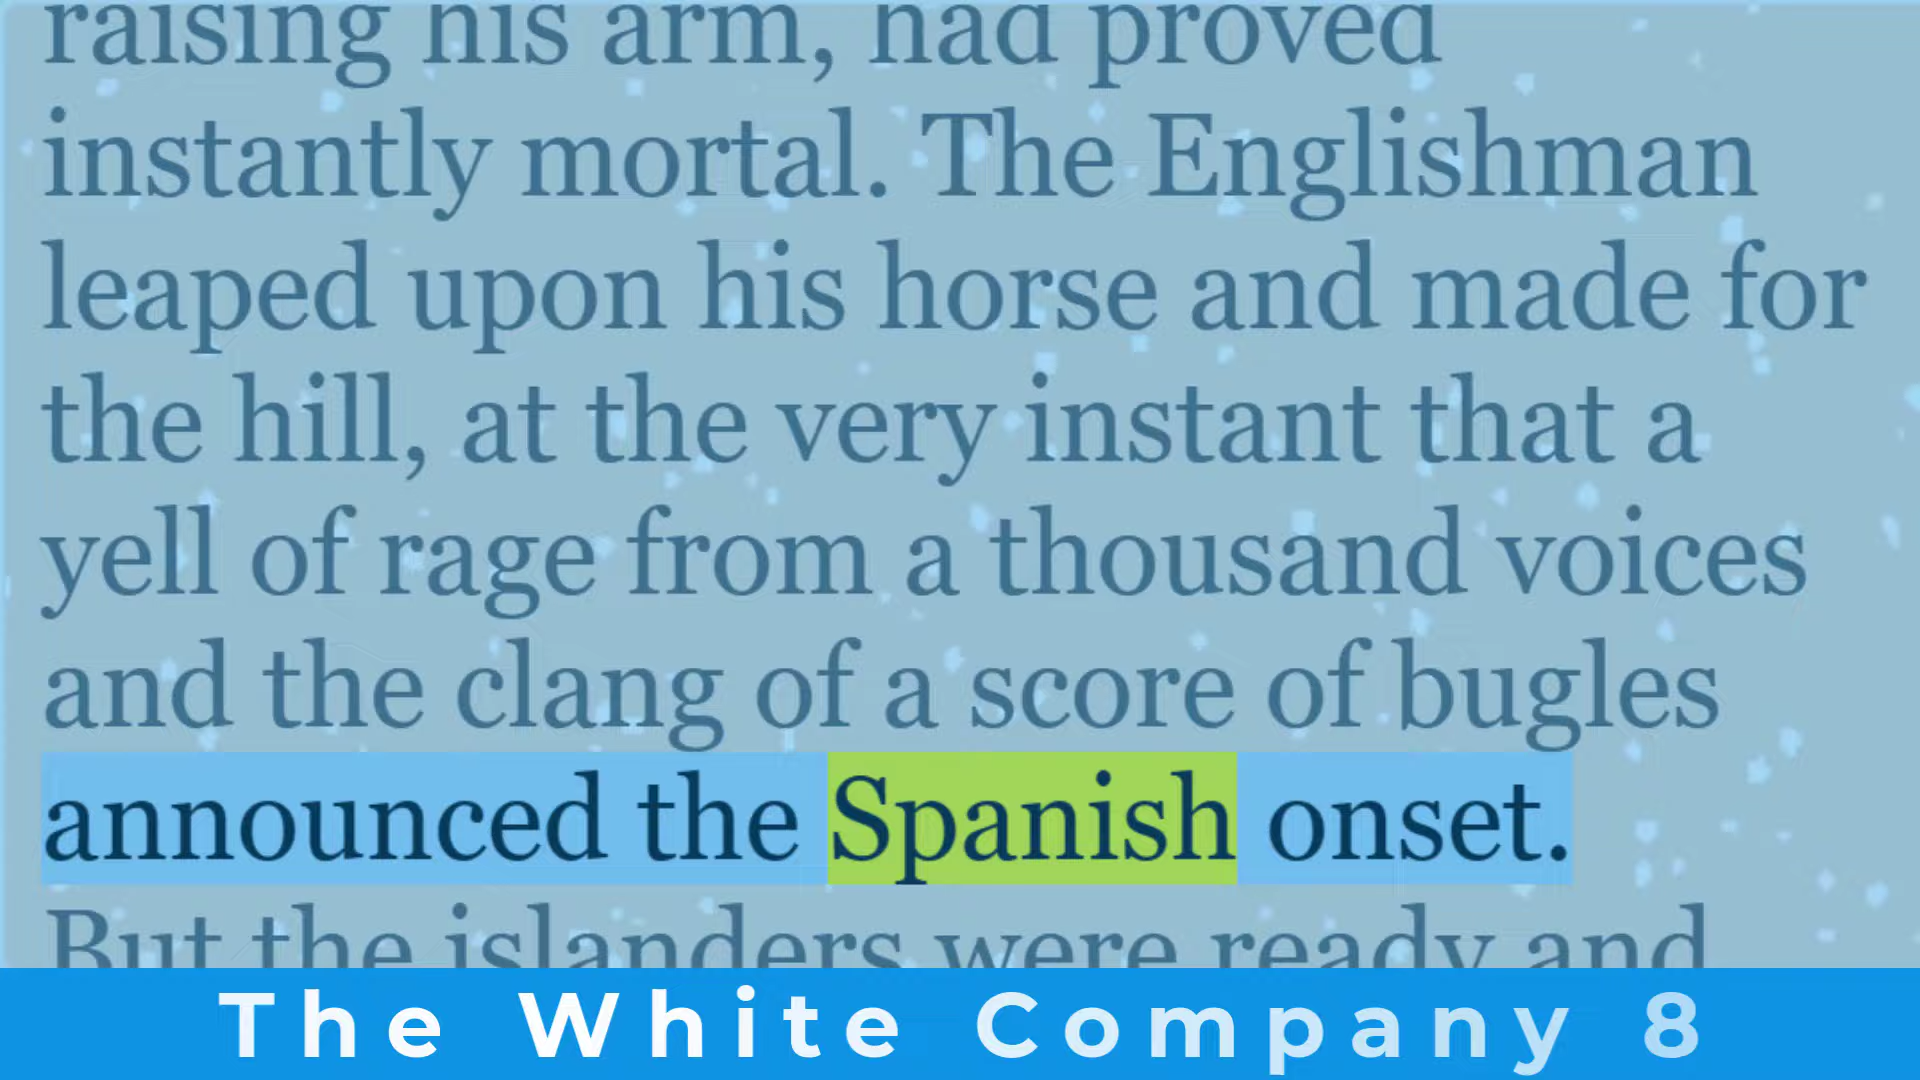 raising his arm, had proved
instantly mortal. The Englishman
leaped upon his horse and made for
the hill, at the very instant that a
yell of rage from a thousand voices
and the clang of a score of bugles
announced the Spanish onset.
But the islanders were ready and
The White Company 8